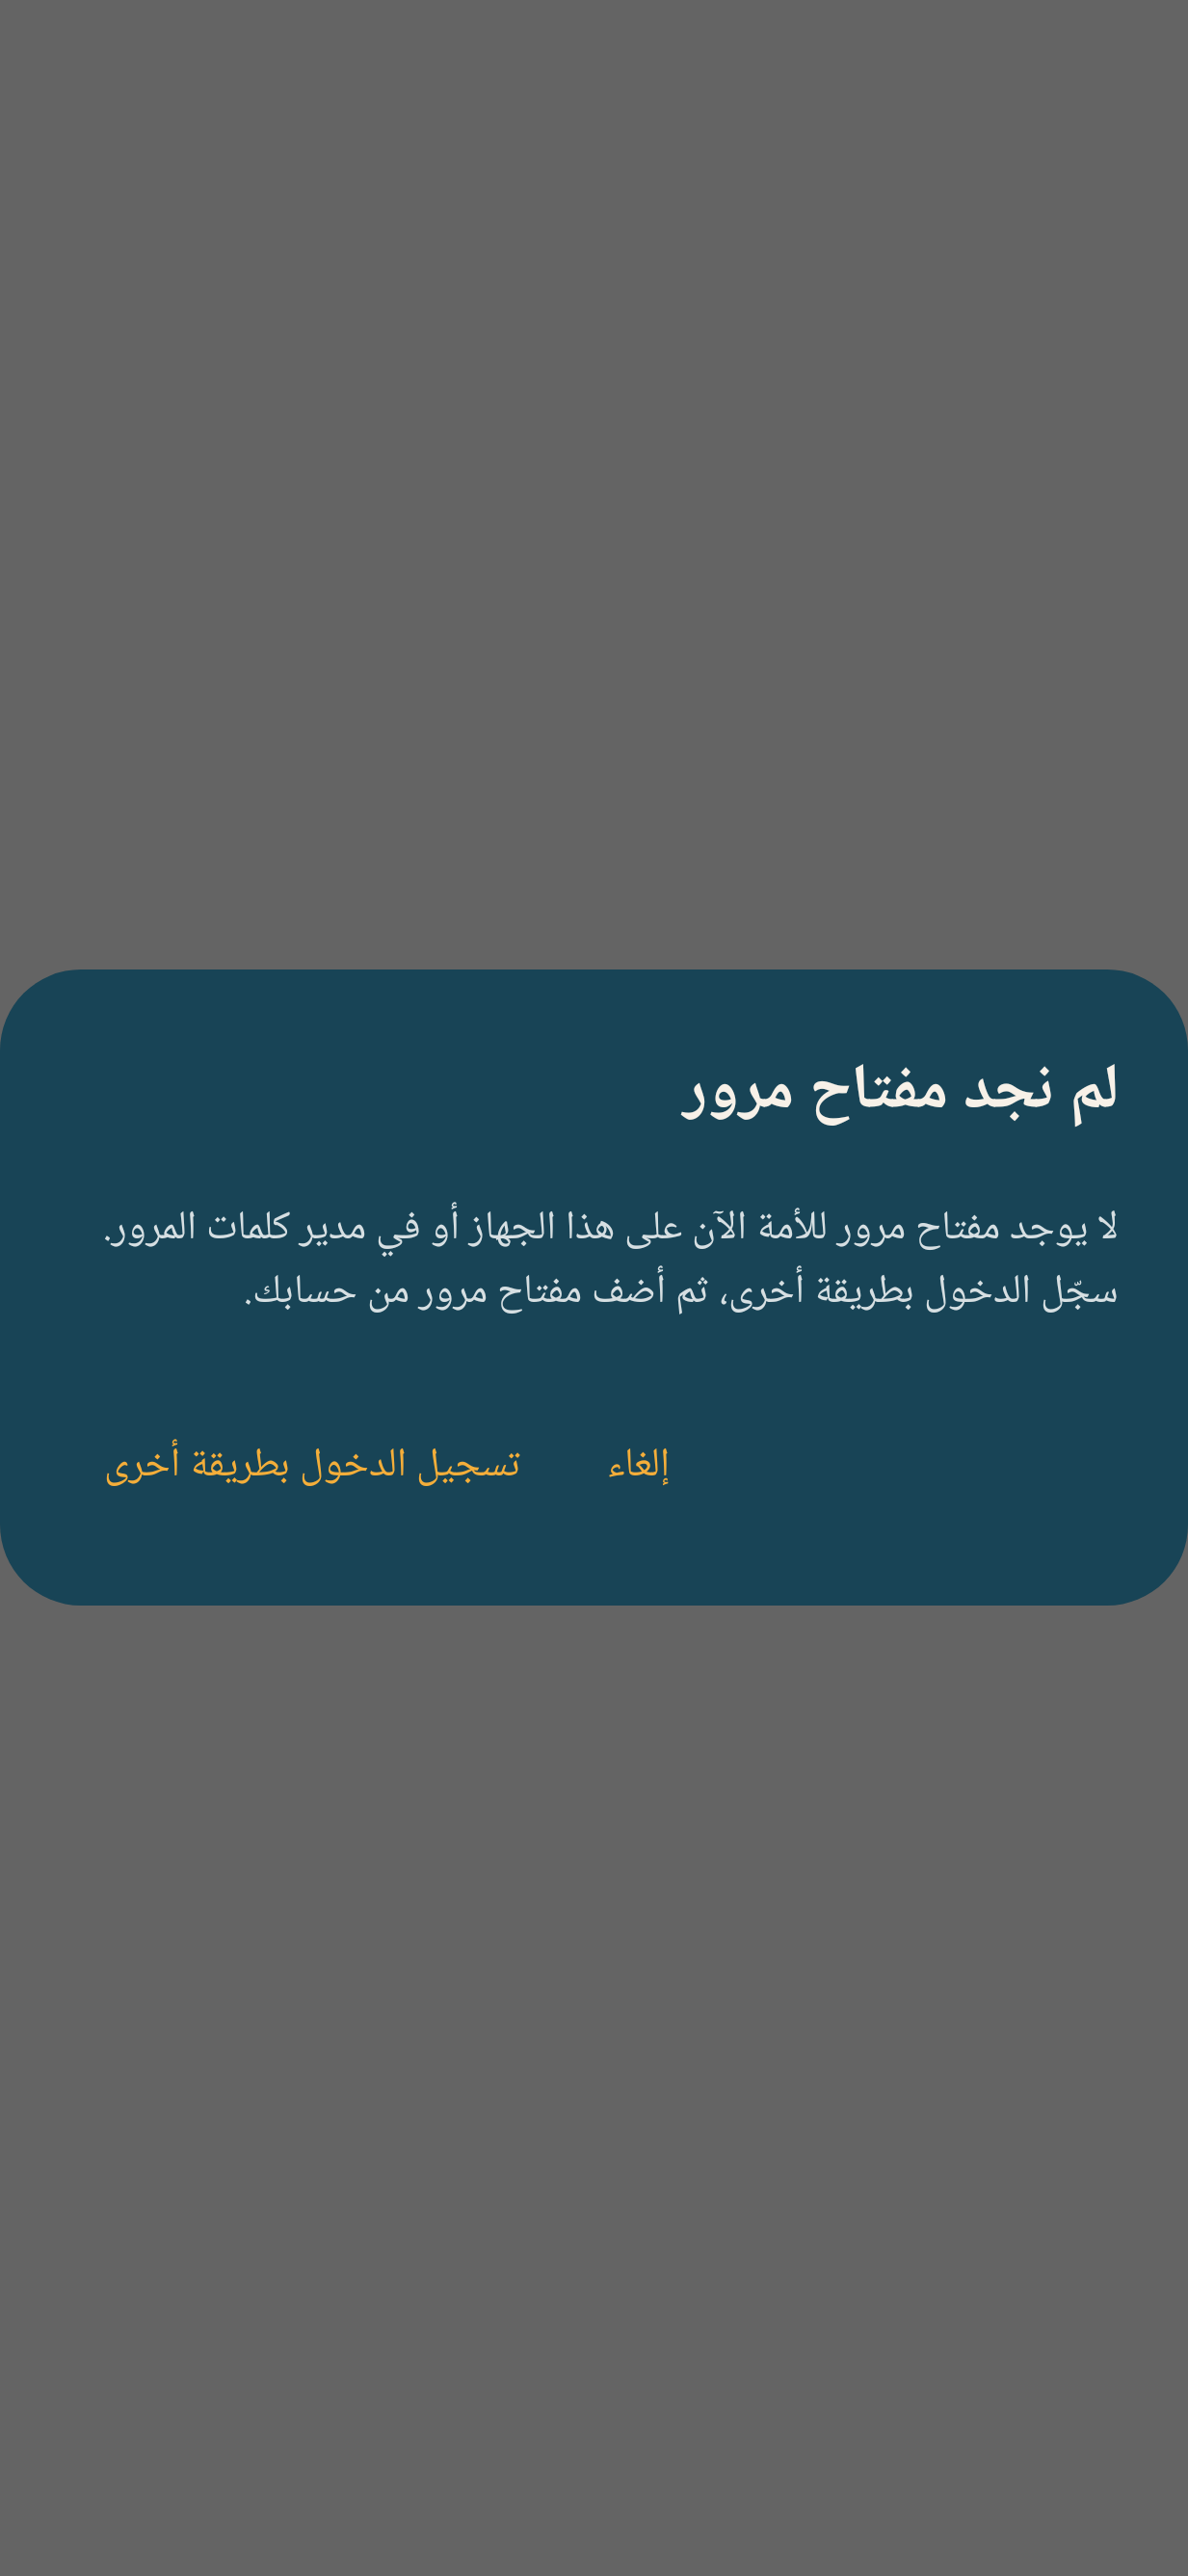 لم نجد مفتاح مرور
لا يوجد مفتاح مرور للأمة الآن على هذا الجهاز أو في مدير كلمات المرور.
سجّل الدخول بطريقة أخرى، ثم أضف مفتاح مرور من حسابك.
إلغاء تسجيل الدخول بطريقة أخرى